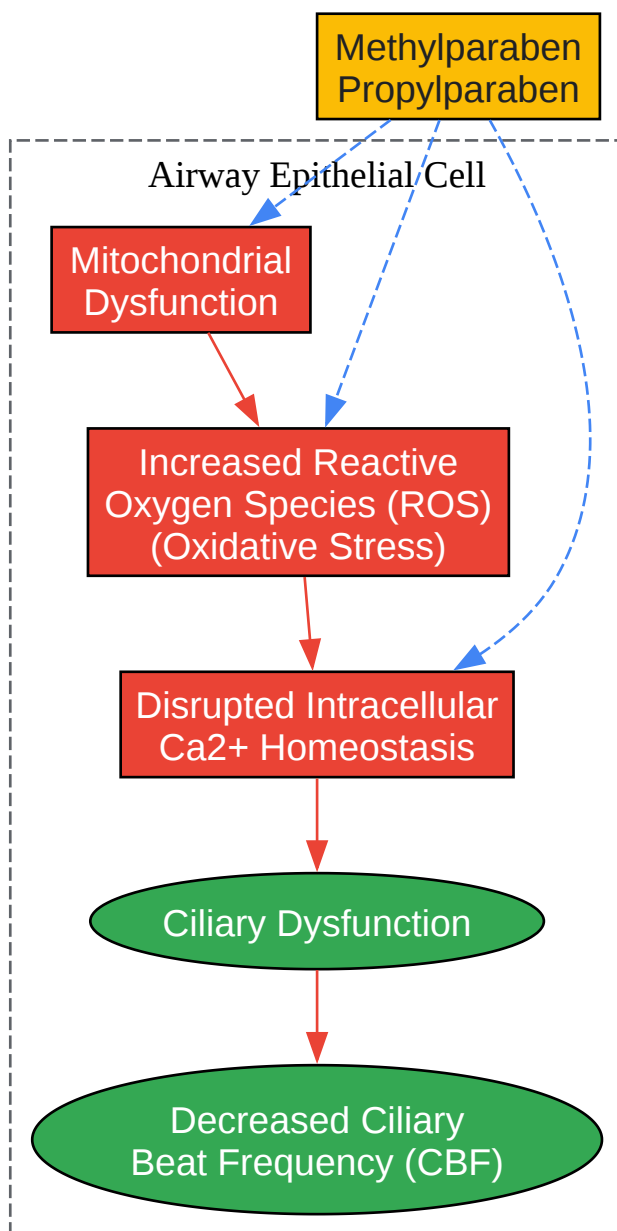 Methylparaben
Propylparaben
Airway Epithelial Cell
Mitochondrial
Dysfunction
Increased Reactive
Oxygen Species (ROS)
(Oxidative Stress)
Disrupted Intracellular
Ca2+ Homeostasis
Ciliary Dysfunction
Decreased Ciliary
Beat Frequency (CBF)